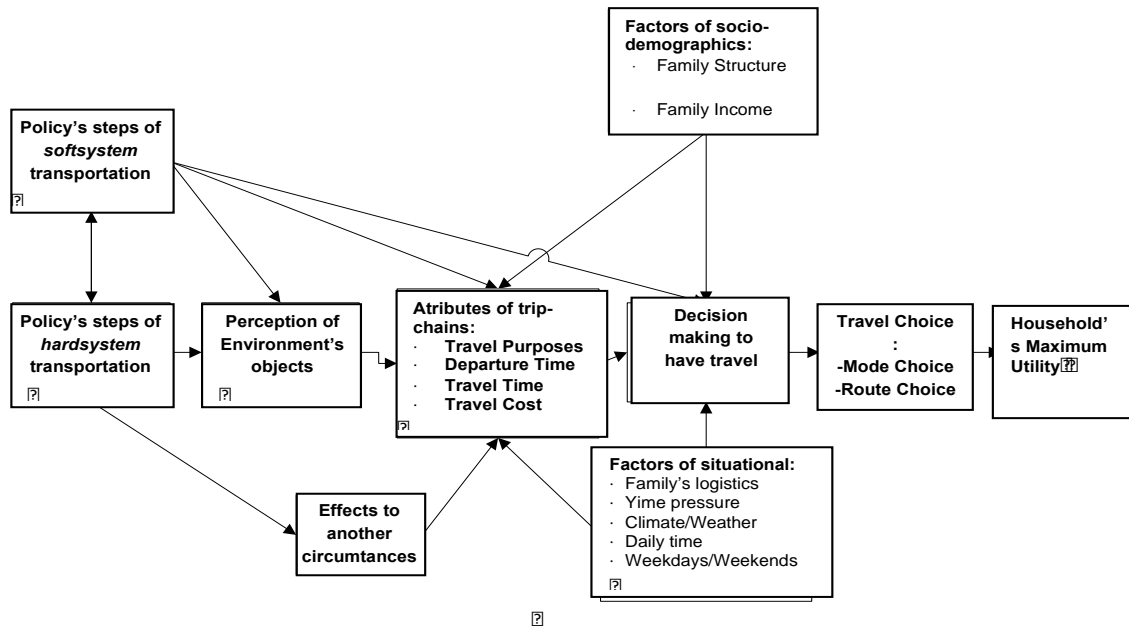 Factors of socio-
demographics:
· Family Structure
· Family Income
Policy's steps of
softsystem
transportation
Policy's steps of
hardsystem
transportation
Perception of
Environment's
objects
Atributes of trip-
chains:
· Travel Purposes
· Departure Time
· Travel Time
· Travel Cost
Decision
making to
have travel
Travel Choice
:
-Mode Choice
-Route Choice
Household'
s Maximum
Utility
Effects to
another
circumtances
Factors of situational:
· Family's logistics
· Yime pressure
· Climate/Weather
· Daily time
· Weekdays/Weekends